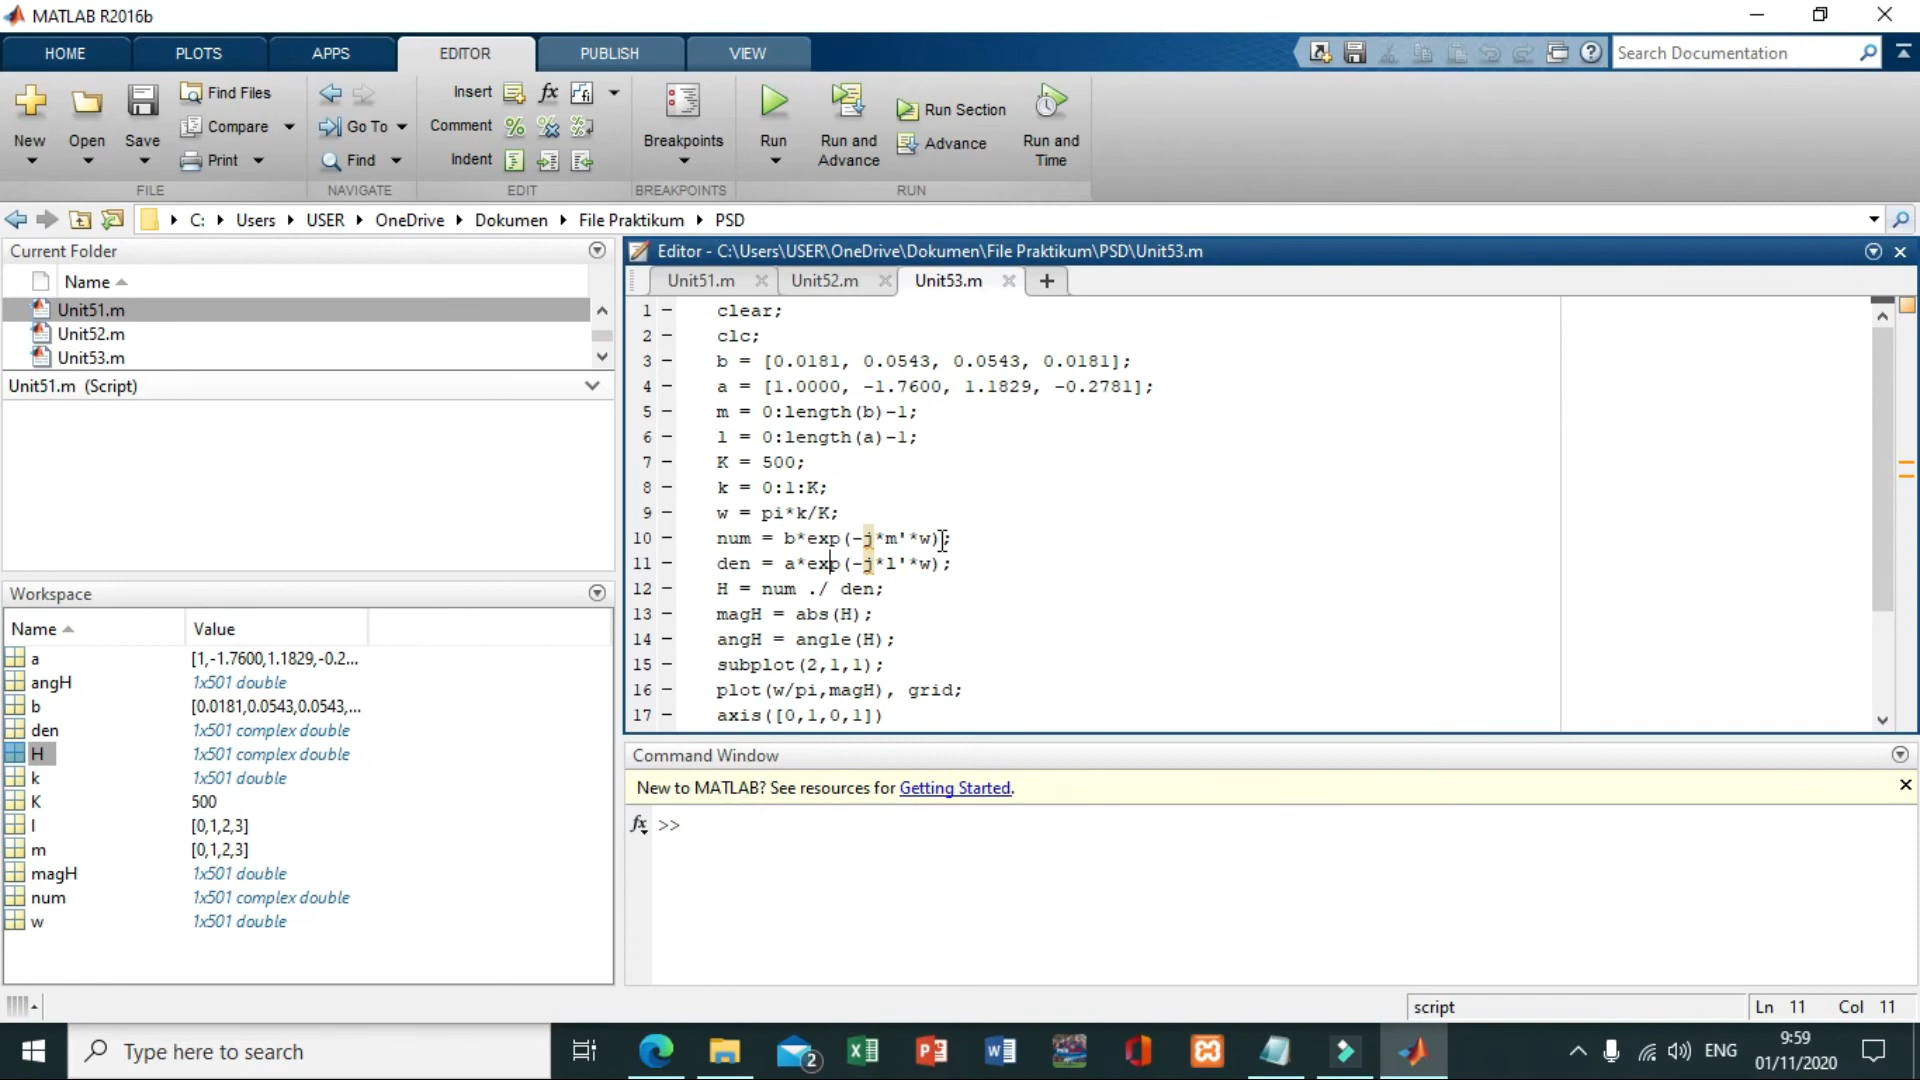 MATLAB R2016b
HOME PLOTS APPS EDITOR PUBLISH VIEW
Search Documentation
New
Open
Save
Find Files
Compare
Print
FILE
Go To
Find
NAVIGATE
Insert fx
Comment
Indent
EDIT
Breakpoints
BREAKPOINTS
Run
Run and Advance
Run Section
Advance
Run and Time
RUN
C: Users USER OneDrive Dokumen File Praktikum PSD
Current Folder
Name
Unit51.m
Unit52.m
Unit53.m
Unit51.m (Script)
Workspace
Name Value
a [1,-1.7600,1.1829,-0.2...
angH 1x501 double
b [0.0181,0.0543,0.0543,...
den 1x501 complex double
H 1x501 complex double
k 1x501 double
K 500
l [0,1,2,3]
m [0,1,2,3]
magH 1x501 double
num 1x501 complex double
w 1x501 double
Editor - C:\Users\USER\OneDrive\Dokumen\File Praktikum\PSD\Unit53.m
Unit51.m Unit52.m Unit53.m
1 clear;
2 clc;
3 b = [0.0181, 0.0543, 0.0543, 0.0181];
4 a = [1.0000, -1.7600, 1.1829, -0.2781];
5 m = 0:length(b)-1;
6 l = 0:length(a)-1;
7 K = 500;
8 k = 0:1:K;
9 w = pi*k/K;
10 num = b*exp(-j*m'*w);
11 den = a*exp(-j*l'*w);
12 H = num ./ den;
13 magH = abs(H);
14 angH = angle(H);
15 subplot(2,1,1);
16 plot(w/pi,magH), grid;
17 axis([0,1,0,1])
Command Window
New to MATLAB? See resources for Getting Started.
fx >>
script
Ln 11 Col 11
Type here to search
2
ENG
9:59
01/11/2020